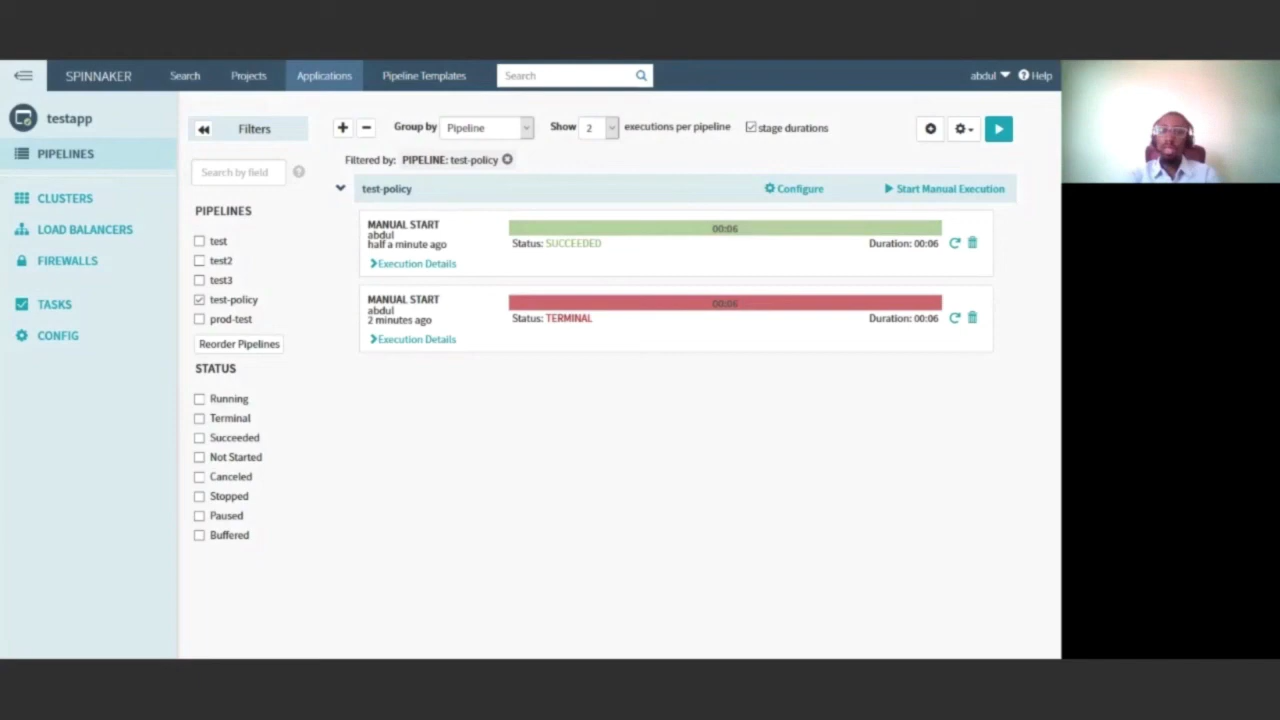 SPINNAKER Search Projects Applications Pipeline Templates Search abdul Help
testapp
PIPELINES
CLUSTERS
LOAD BALANCERS
FIREWALLS
TASKS
CONFIG
Filters
Search by field
PIPELINES
test
test2
test3
test-policy
prod-test
Reorder Pipelines
STATUS
Running
Terminal
Succeeded
Not Started
Canceled
Stopped
Paused
Buffered
Group by Pipeline Show 2 executions per pipeline stage durations
Filtered by: PIPELINE: test-policy
test-policy Configure Start Manual Execution
MANUAL START
abdul
half a minute ago
00:06
Status: SUCCEEDED Duration: 00:06
Execution Details
MANUAL START
abdul
2 minutes ago
00:06
Status: TERMINAL Duration: 00:06
Execution Details